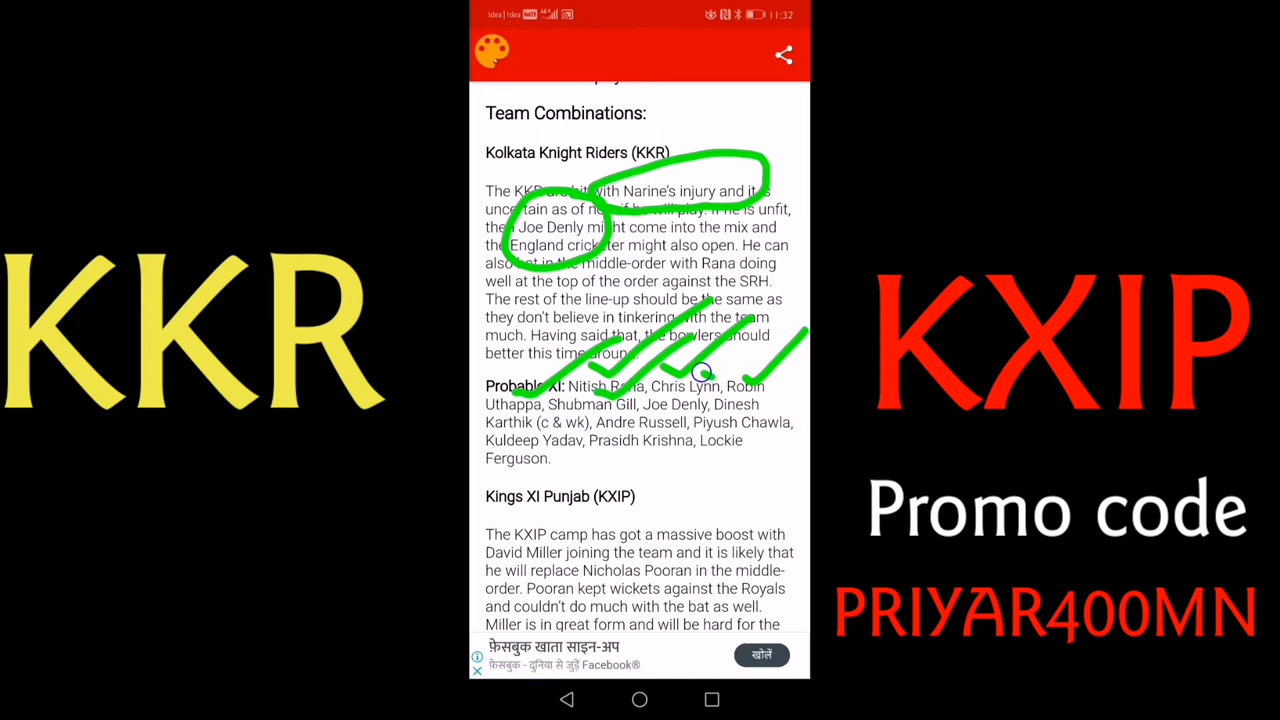 Idea | !dea VoLTE 4G 11:32
Team Combinations:
Kolkata Knight Riders (KKR)
The KKR are hit with Narine's injury and it is
uncertain as of now if he will play. If he is unfit,
then Joe Denly might come into the mix and
the England cricketer might also open. He can
also bat in the middle-order with Rana doing
well at the top of the order against the SRH.
The rest of the line-up should be the same as
they don't believe in tinkering with the team
much. Having said that, the bowlers should
better this time around.
Probable XI: Nitish Rana, Chris Lynn, Robin
Uthappa, Shubman Gill, Joe Denly, Dinesh
Karthik (c & wk), Andre Russell, Piyush Chawla,
Kuldeep Yadav, Prasidh Krishna, Lockie
Ferguson.
Kings XI Punjab (KXIP)
The KXIP camp has got a massive boost with
David Miller joining the team and it is likely that
he will replace Nicholas Pooran in the middle-
order. Pooran kept wickets against the Royals
and couldn't do much with the bat as well.
Miller is in great form and will be hard for the
फ़ेसबुक खाता साइन-अप
फ़ेसबुक - दुनिया से जुड़ें Facebook®
खोलें
KKR
KXIP
Promo code
PRIYAR400MN